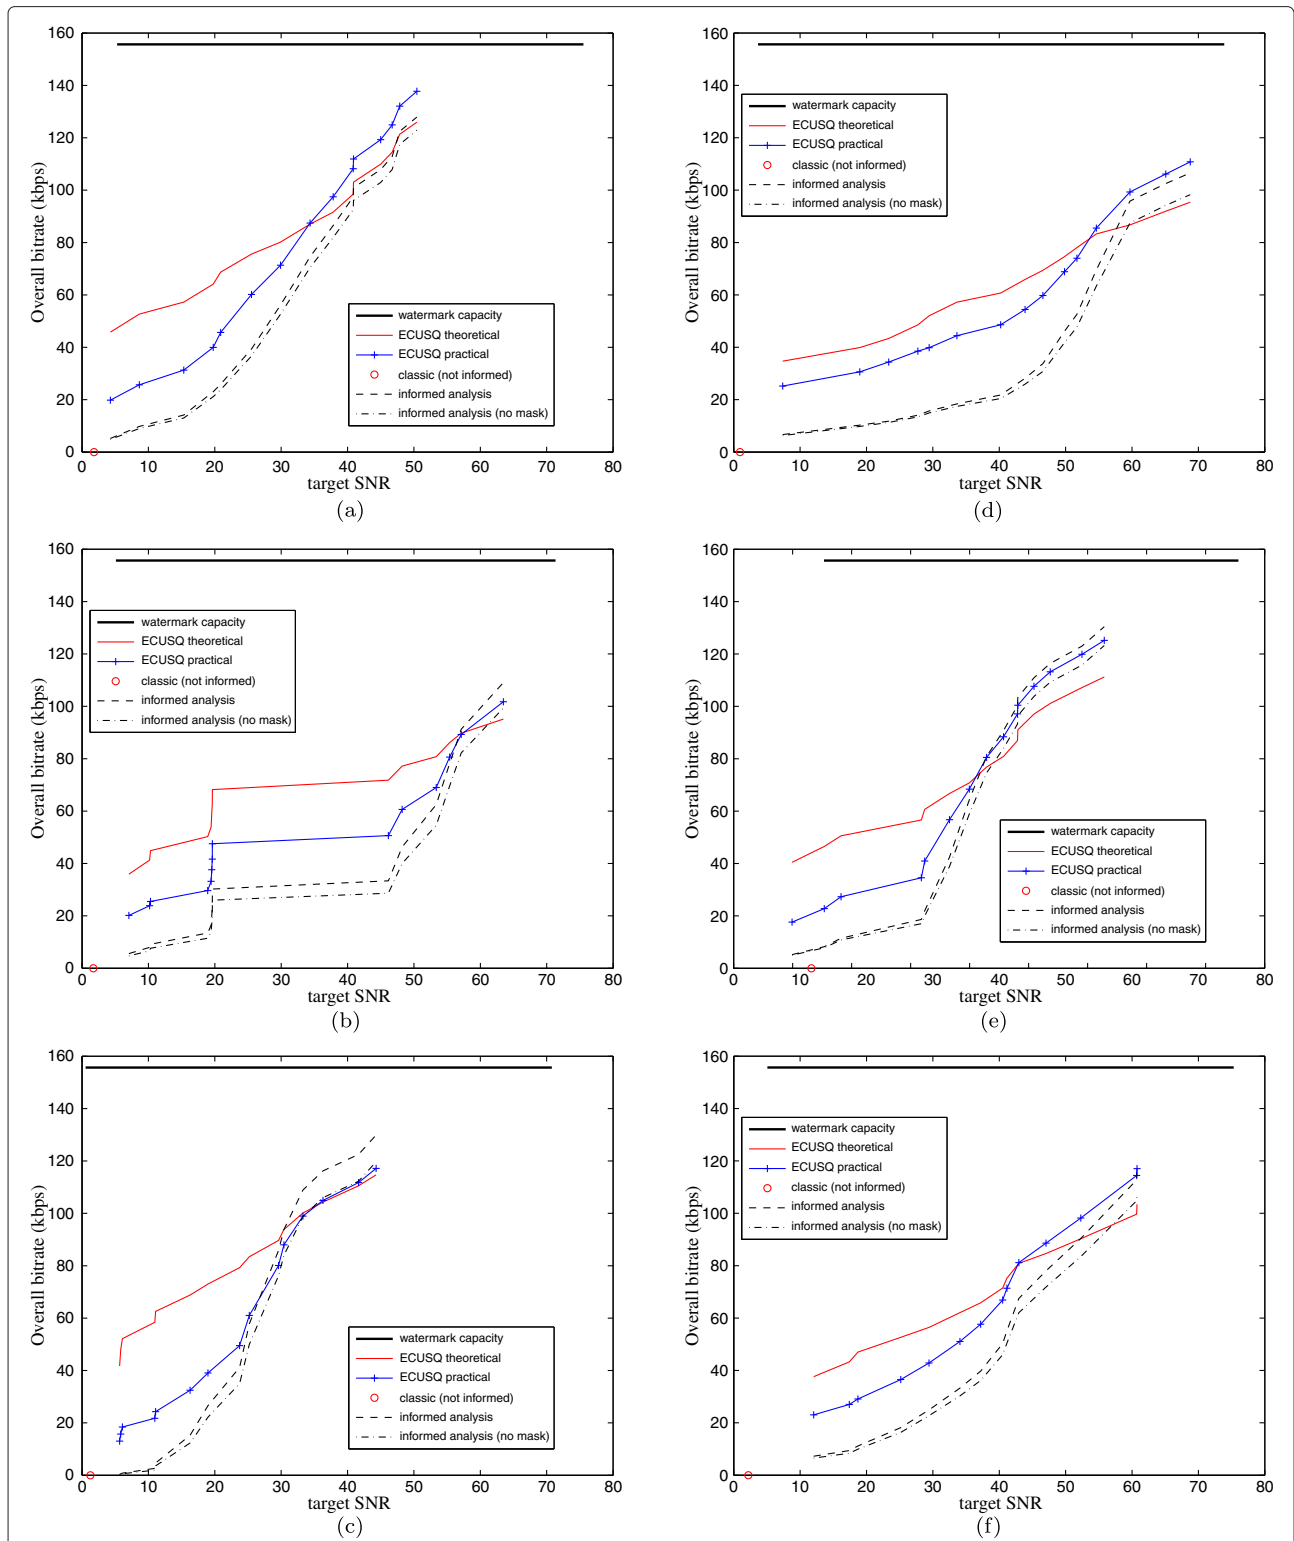 160
140
120
100
80
60
40
20
0
Overall bitrate (kbps)
watermark capacity
ECUSQ theoretical
ECUSQ practical
classic (not informed)
informed analysis
informed analysis (no mask)
0 10 20 30 40 50 60 70 80
target SNR
(a)
160
140
120
100
80
60
40
20
0
Overall bitrate (kbps)
watermark capacity
ECUSQ theoretical
ECUSQ practical
classic (not informed)
informed analysis
informed analysis (no mask)
0 10 20 30 40 50 60 70 80
target SNR
(d)
160
140
120
100
80
60
40
20
0
Overall bitrate (kbps)
watermark capacity
ECUSQ theoretical
ECUSQ practical
classic (not informed)
informed analysis
informed analysis (no mask)
0 10 20 30 40 50 60 70 80
target SNR
(b)
160
140
120
100
80
60
40
20
0
Overall bitrate (kbps)
watermark capacity
ECUSQ theoretical
ECUSQ practical
classic (not informed)
informed analysis
informed analysis (no mask)
0 10 20 30 40 50 60 70 80
target SNR
(e)
160
140
120
100
80
60
40
20
0
Overall bitrate (kbps)
watermark capacity
ECUSQ theoretical
ECUSQ practical
classic (not informed)
informed analysis
informed analysis (no mask)
0 10 20 30 40 50 60 70 80
target SNR
(c)
160
140
120
100
80
60
40
20
0
Overall bitrate (kbps)
watermark capacity
ECUSQ theoretical
ECUSQ practical
classic (not informed)
informed analysis
informed analysis (no mask)
0 10 20 30 40 50 60 70 80
target SNR
(f)